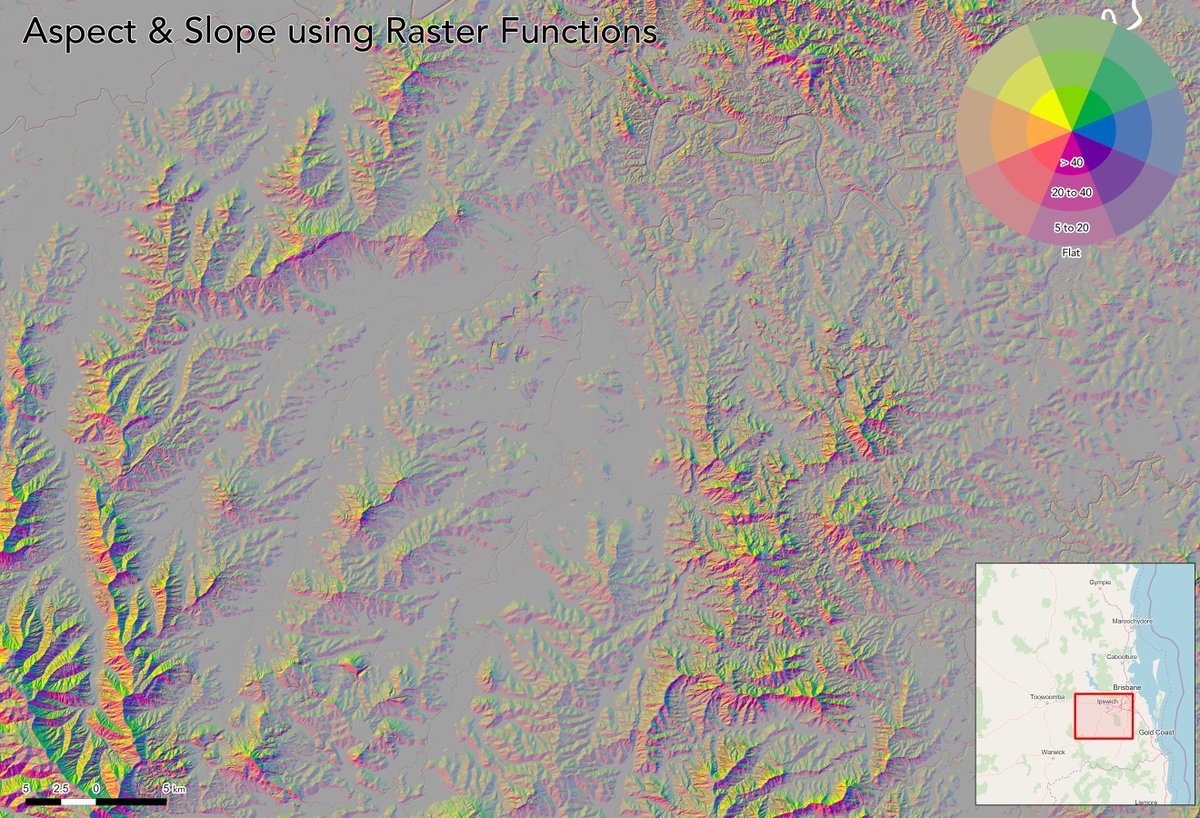 Aspect & Slope using Raster Functions
> 40
20 to 40
5 to 20
Flat
Gympie
Maroochydore
Caboolture
Brisbane
Toowoomba
Ipswich
Gold Coast
Warwick
Lismore
5 2.5 0 5 km